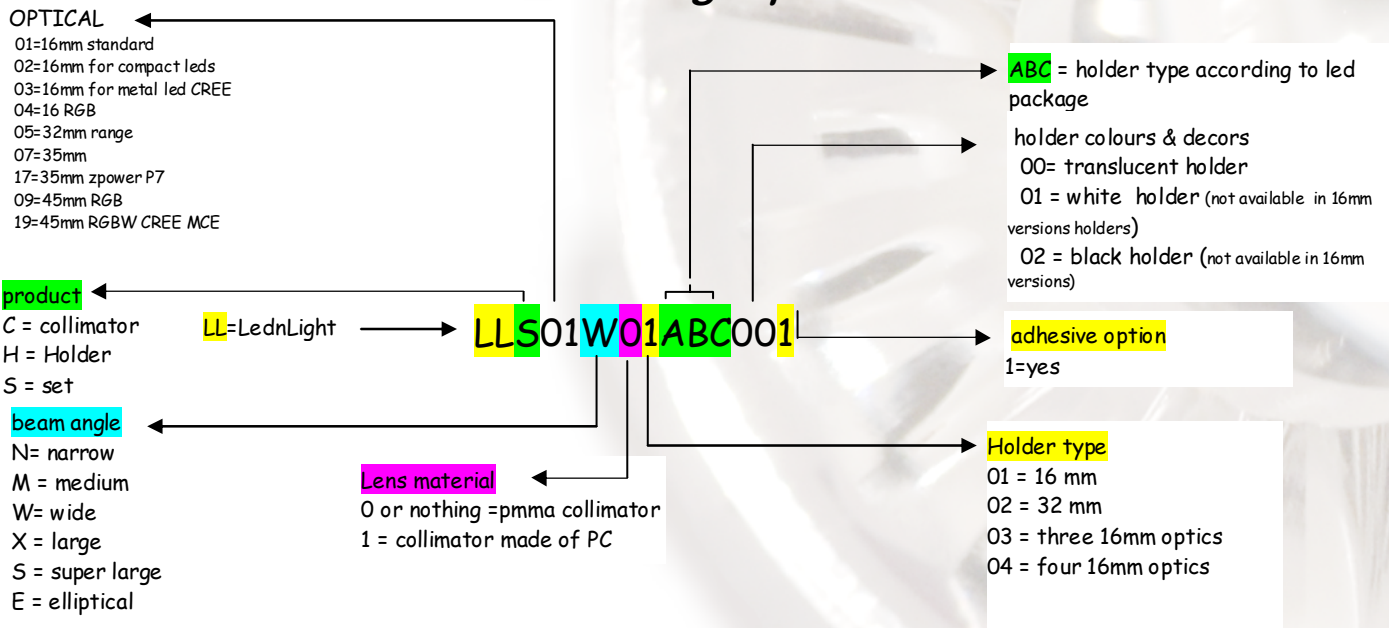 OPTICAL
01=16mm standard
02=16mm for compact leds
03=16mm for metal led CREE
04=16 RGB
05=32mm range
07=35mm
17=35mm zpower P7
09=45mm RGB
19=45mm RGBW CREE MCE
ABC = holder type according to led
package
holder colours & decors
00= translucent holder
01 = white holder (not available in 16mm
versions holders)
02 = black holder (not available in 16mm
versions)
product
C = collimator
H = Holder
S = set
LL=LednLight
LLS01W01ABC001
adhesive option
1=yes
beam angle
N= narrow
M = medium
W= wide
X = large
S = super large
E = elliptical
Lens material
0 or nothing =pmma collimator
1 = collimator made of PC
Holder type
01 = 16 mm
02 = 32 mm
03 = three 16mm optics
04 = four 16mm optics